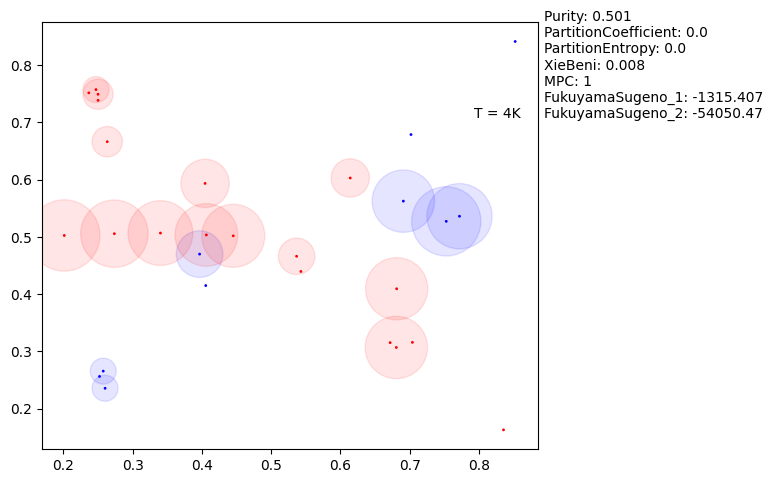 Purity: 0.501
PartitionCoefficient: 0.0
PartitionEntropy: 0.0
XieBeni: 0.008
MPC: 1
FukuyamaSugeno_1: -1315.407
FukuyamaSugeno_2: -54050.47
T = 4K
0.8
0.7
0.6
0.5
0.4
0.3
0.2
0.2 0.3 0.4 0.5 0.6 0.7 0.8